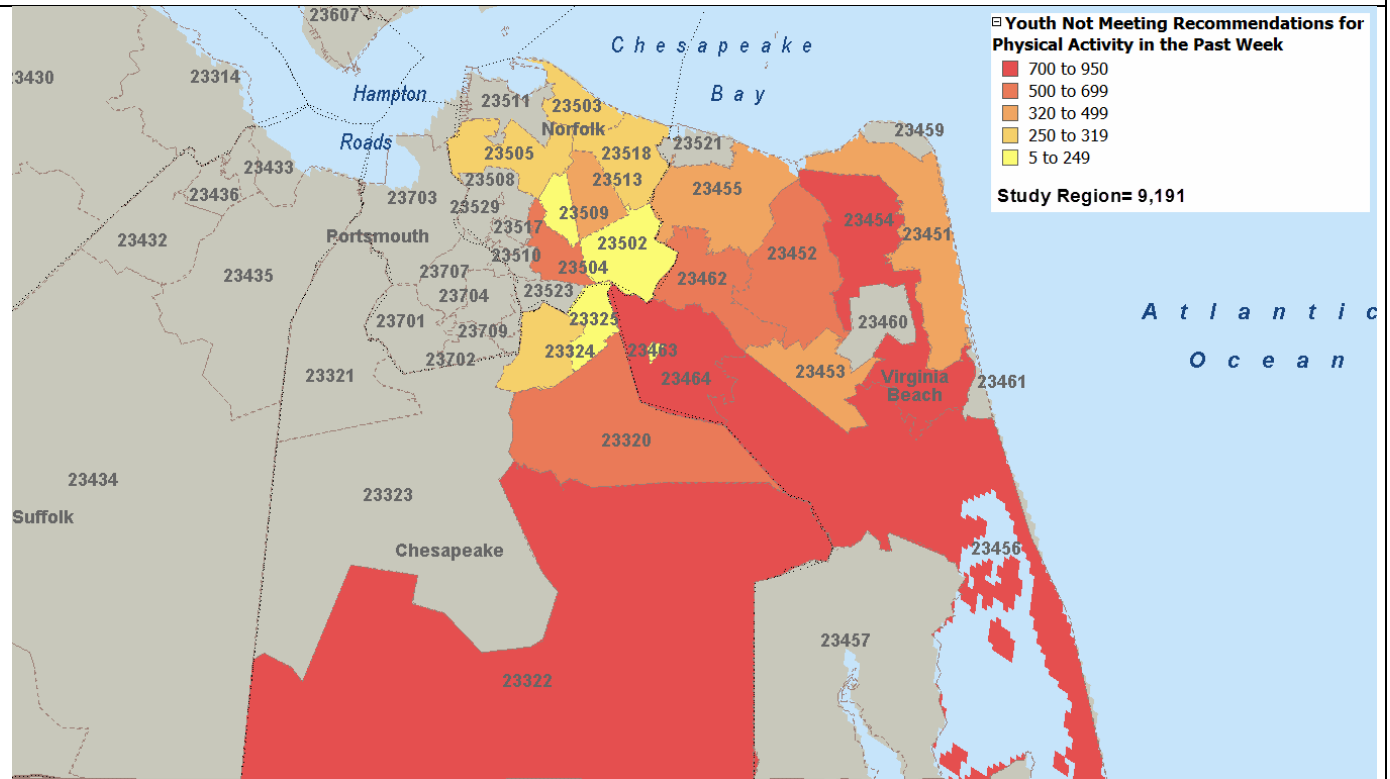 23607
Youth Not Meeting Recommendations for
Physical Activity in the Past Week
700 to 950
500 to 699
320 to 499
250 to 319
5 to 249
Study Region= 9,191
Chesapeake
Bay
23430
23314
Hampton
Roads
23511
23503
Norfolk
23459
23521
23505
23518
23433
23508
23513
23436
23703
23529
23455
23509
23454
23517
23451
23432
Portsmouth
23502
23510
23452
23435
23707
23504
23462
23704
23523
Atlantic
Ocean
23701
23709
23325
23460
23702
23324
23463
23321
23464
23453
Virginia
Beach
23461
23320
23434
23323
Suffolk
Chesapeake
23456
23457
23322